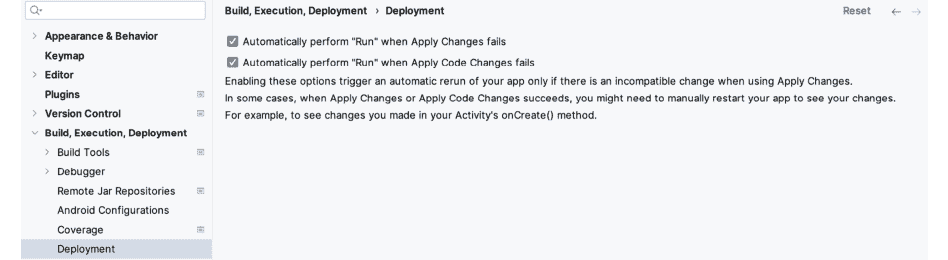 Build, Execution, Deployment › Deployment
Reset
Appearance & Behavior
Keymap
Editor
Plugins
Version Control
Build, Execution, Deployment
Build Tools
Debugger
Remote Jar Repositories
Android Configurations
Coverage
Deployment
Automatically perform "Run" when Apply Changes fails
Automatically perform "Run" when Apply Code Changes fails
Enabling these options trigger an automatic rerun of your app only if there is an incompatible change when using Apply Changes.
In some cases, when Apply Changes or Apply Code Changes succeeds, you might need to manually restart your app to see your changes.
For example, to see changes you made in your Activity's onCreate() method.